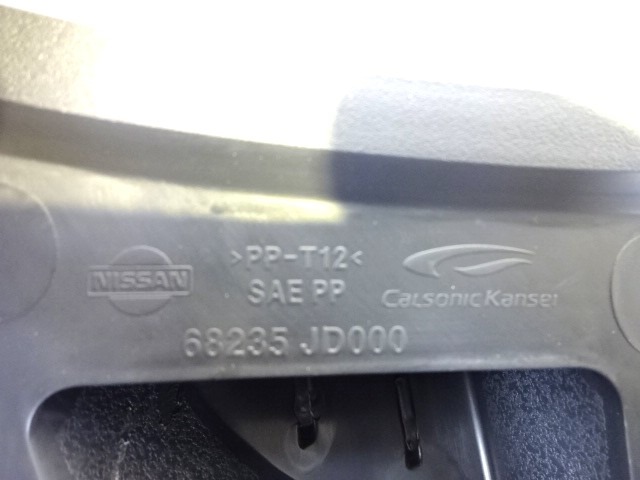 NISSAN
>PP-T12<
SAE PP
CalsonicKansei
68235 JD000